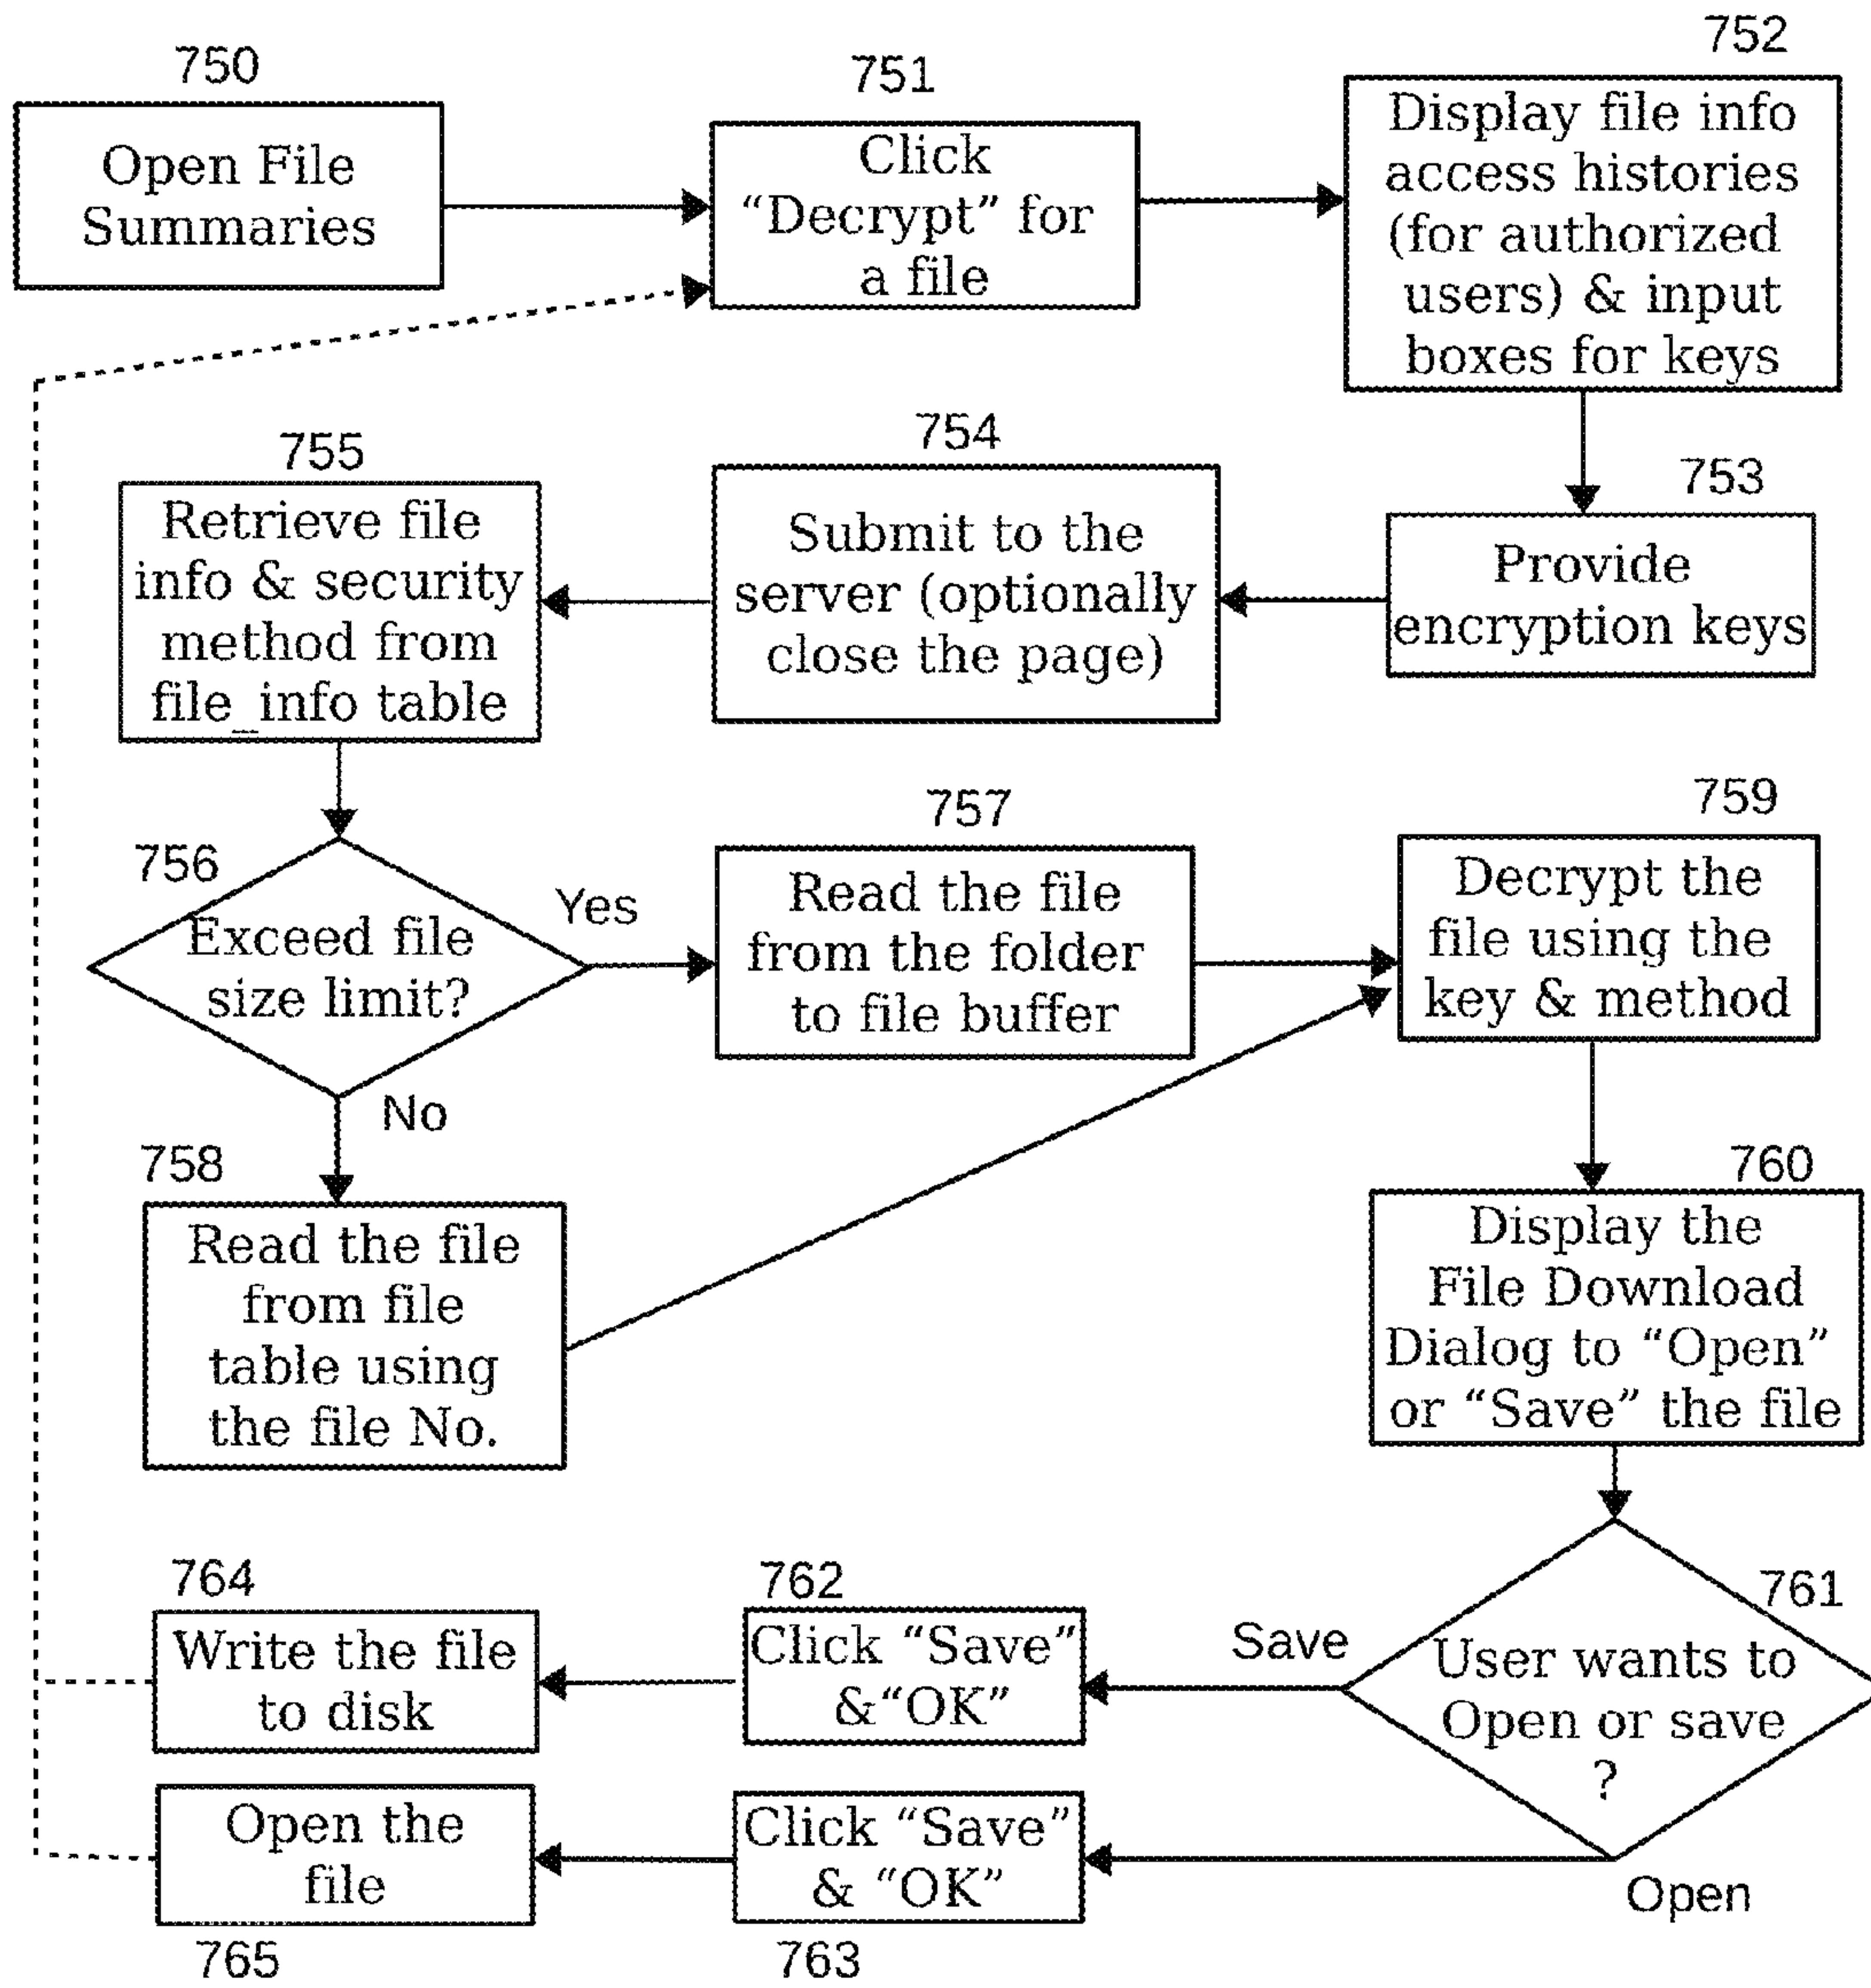 750
Open File
Summaries
751
Click
“Decrypt” for
a file
752
Display file info
access histories
(for authorized
users) & input
boxes for keys
753
Provide
encryption keys
754
Submit to the
server (optionally
close the page)
755
Retrieve file
info & security
method from
file_info table
756
Exceed file
size limit?
Yes
No
757
Read the file
from the folder
to file buffer
758
Read the file
from file
table using
the file No.
759
Decrypt the
file using the
key & method
760
Display the
File Download
Dialog to “Open”
or “Save” the file
761
User wants to
Open or save
?
Save
Open
762
Click “Save”
&“OK”
764
Write the file
to disk
Click “Save”
& “OK”
763
Open the
file
765